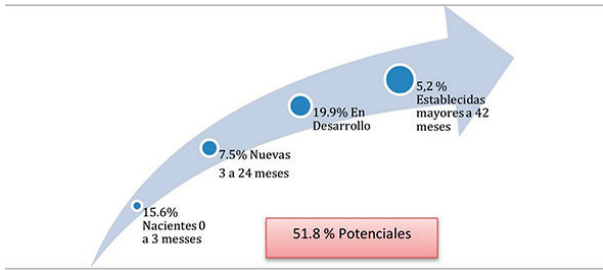 5,2 %
Establecidas
mayores a 42
meses
19.9% En
Desarrollo
7.5% Nuevas
3 a 24 meses
15.6%
Nacientes 0
a 3 messes
51.8 % Potenciales